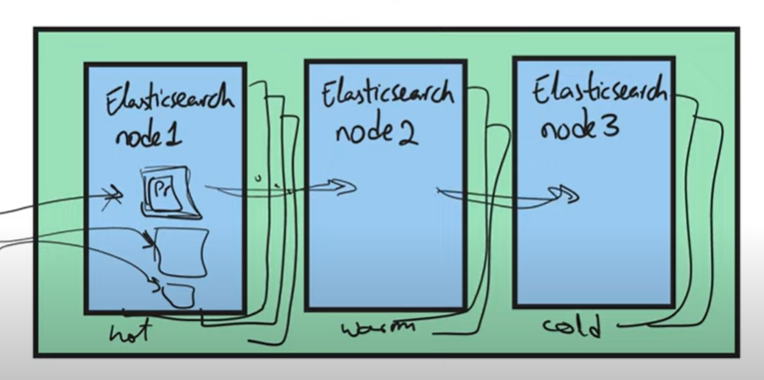 Elasticsearch
node 1
Pr
hot
Elasticsearch
node 2
warm
Elasticsearch
node 3
cold